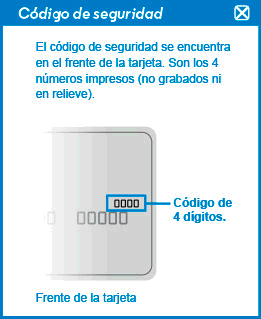 Código de seguridad
El código de seguridad se encuentra
en el frente de la tarjeta. Son los 4
números impresos (no grabados ni
en relieve).
Código de
4 dígitos.
Frente de la tarjeta